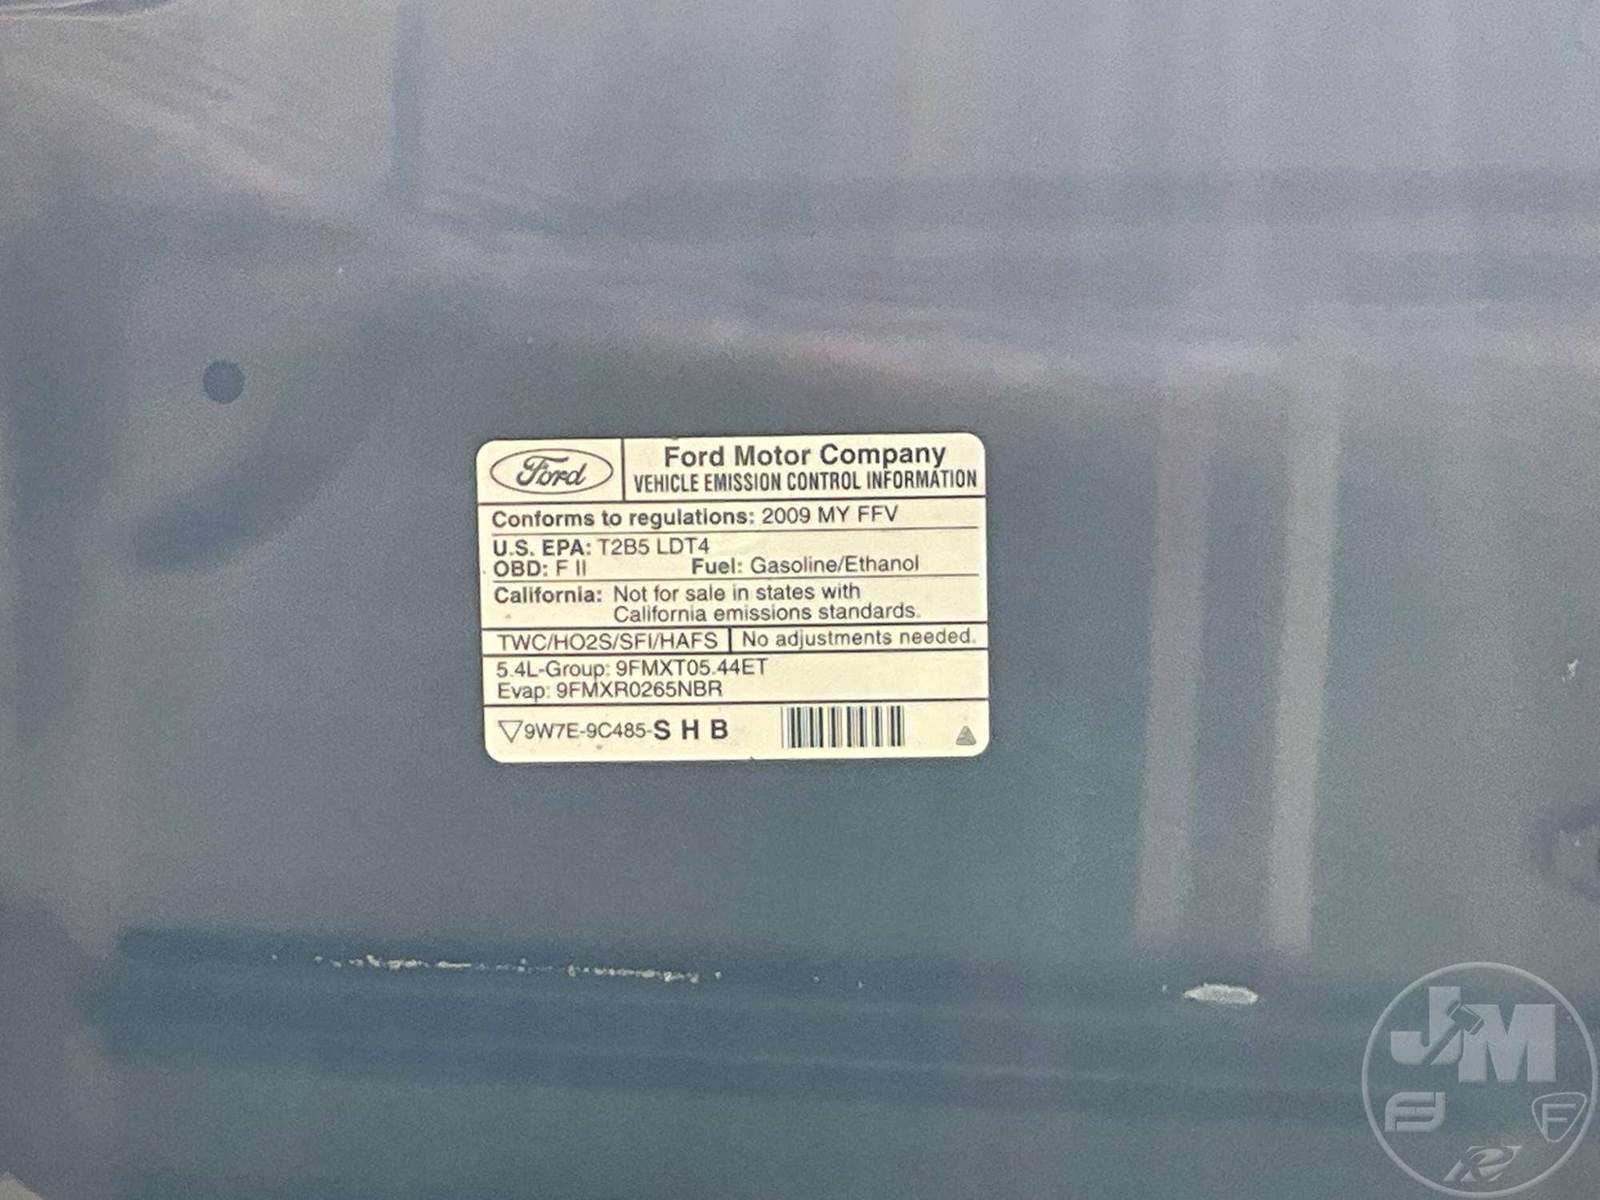 Ford
Ford Motor Company
VEHICLE EMISSION CONTROL INFORMATION
Conforms to regulations: 2009 MY FFV
U.S. EPA: T2B5 LDT4
OBD: F II Fuel: Gasoline/Ethanol
California: Not for sale in states with
California emissions standards.
TWC/HO2S/SFI/HAFS No adjustments needed.
5.4L-Group: 9FMXT05.44ET
Evap: 9FMXR0265NBR
9W7E-9C485-S H B
JM
F